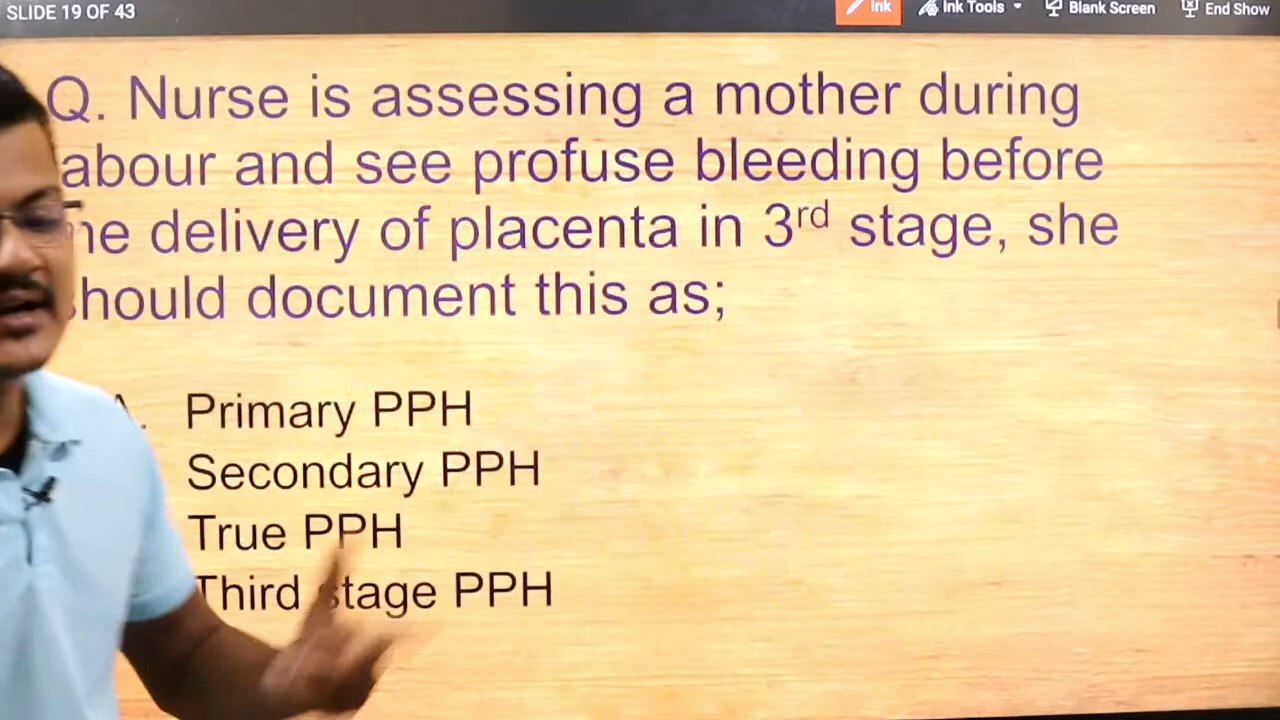 SLIDE 19 OF 43
Ink
Ink Tools
Blank Screen
End Show
Q. Nurse is assessing a mother during
abour and see profuse bleeding before
he delivery of placenta in 3rd stage, she
hould document this as;
A. Primary PPH
Secondary PPH
True PPH
Third stage PPH